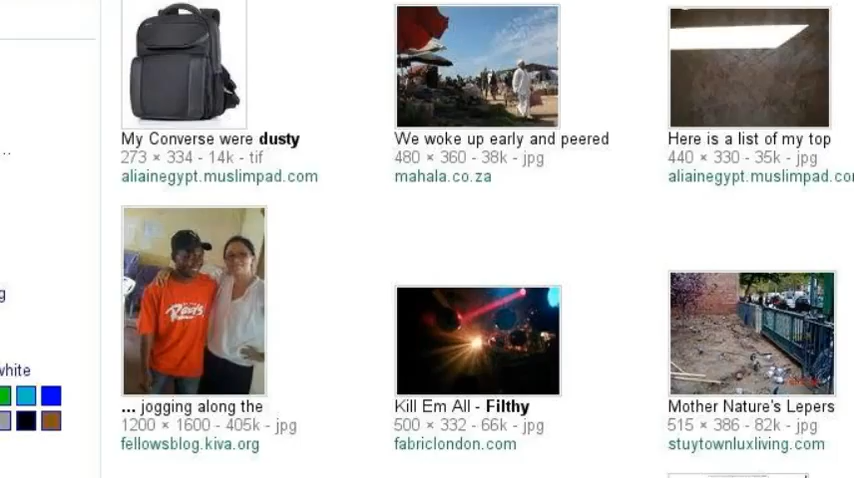 My Converse were dusty
273 × 334 - 14k - tif
aliainegypt.muslimpad.com
We woke up early and peered
480 × 360 - 38k - jpg
mahala.co.za
Here is a list of my top
440 × 330 - 35k - jpg
aliainegypt.muslimpad.co
... jogging along the
1200 × 1600 - 405k - jpg
fellowsblog.kiva.org
Kill Em All - Filthy
500 × 332 - 66k - jpg
fabriclondon.com
Mother Nature's Lepers
515 × 386 - 82k - jpg
stuytownluxliving.com
white